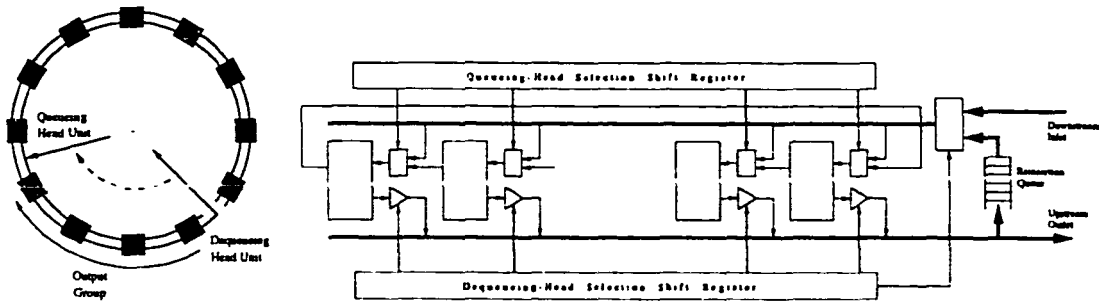 Queueing
Head Unit
Dequeueing
Head Unit
Output
Group
Queueing-Head Selection Shift Register
Downstream
Inlet
Reinsertion
Queue
Upstream
Outlet
Dequeueing-Head Selection Shift Register